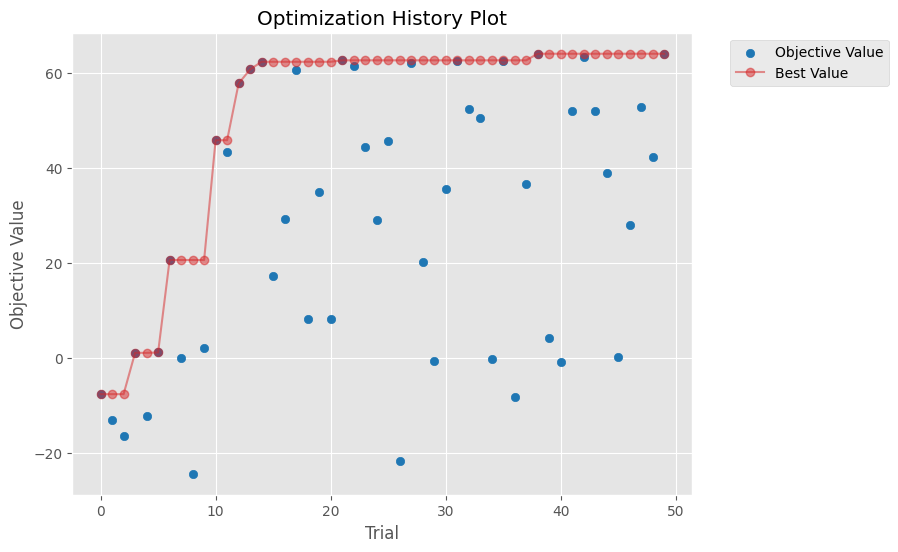 Optimization History Plot
Objective Value
Best Value
Objective Value
60
40
20
0
−20
0 10 20 30 40 50
Trial